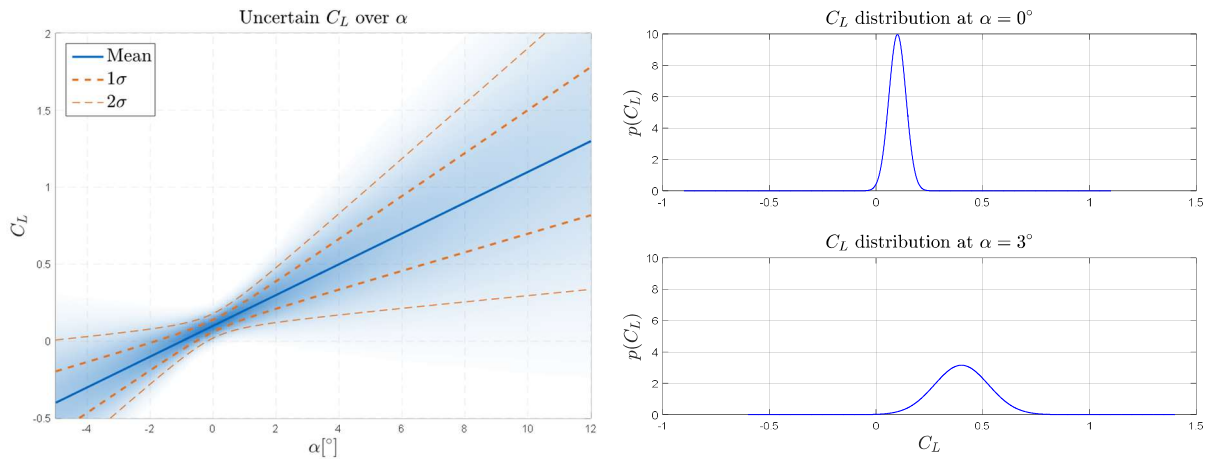 Uncertain C_L over α
Mean
1σ
2σ
2
1.5
1
0.5
0
-0.5
C_L
-4 -2 0 2 4 6 8 10 12
α[°]
C_L distribution at α = 0°
10
8
6
4
2
0
p(C_L)
-1 -0.5 0 0.5 1 1.5
C_L distribution at α = 3°
10
8
6
4
2
0
p(C_L)
-1 -0.5 0 0.5 1 1.5
C_L